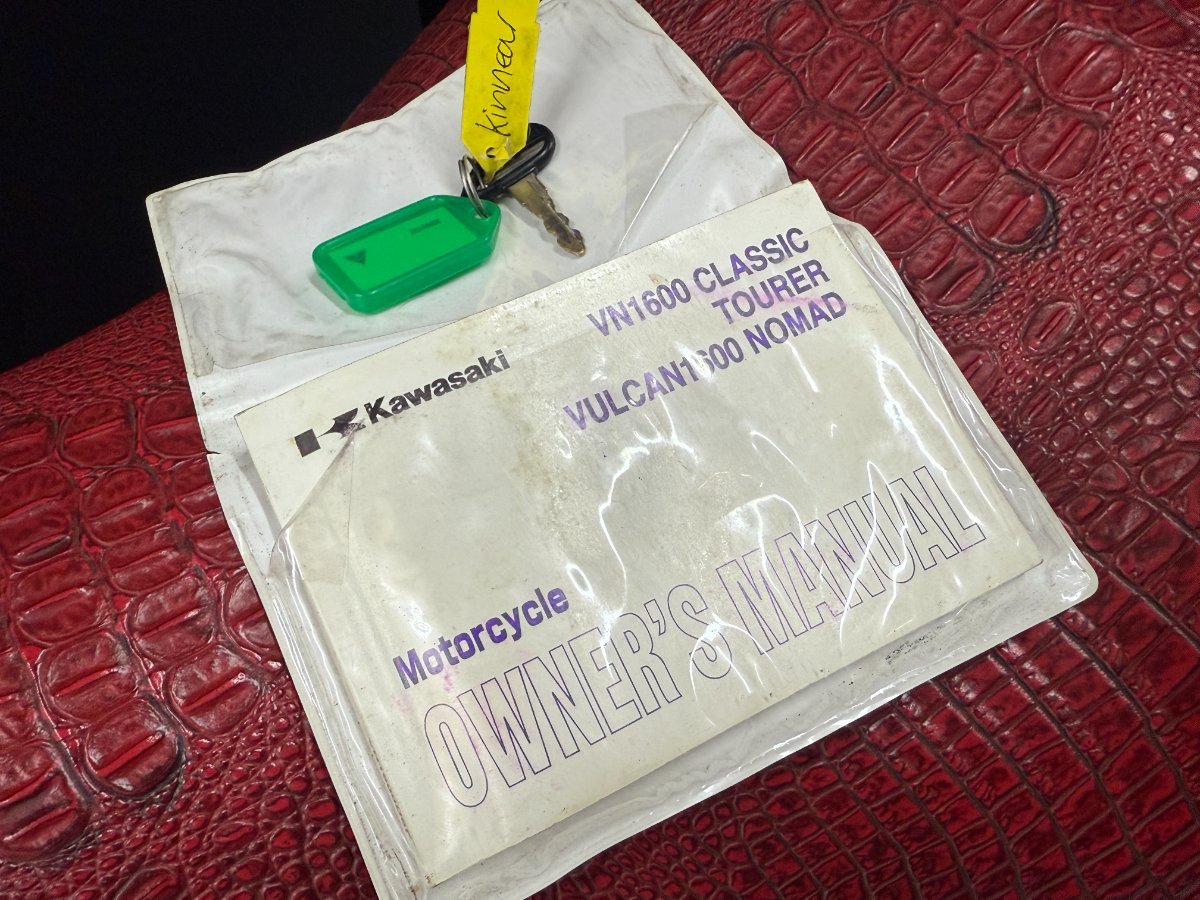 kinnear
Kawasaki
VN1600 CLASSIC
TOURER
VULCAN1600 NOMAD
Motorcycle
OWNER'S MANUAL